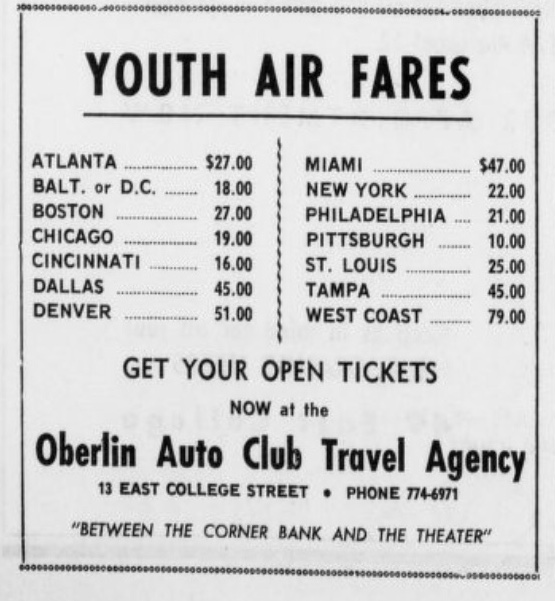 YOUTH AIR FARES
ATLANTA .............. $27.00
BALT. or D.C. ....... 18.00
BOSTON ............... 27.00
CHICAGO .............. 19.00
CINCINNATI .......... 16.00
DALLAS ................ 45.00
DENVER ............... 51.00
MIAMI .................... $47.00
NEW YORK ............ 22.00
PHILADELPHIA ... 21.00
PITTSBURGH ....... 10.00
ST. LOUIS ............. 25.00
TAMPA ................. 45.00
WEST COAST ....... 79.00
GET YOUR OPEN TICKETS
NOW at the
Oberlin Auto Club Travel Agency
13 EAST COLLEGE STREET • PHONE 774-6971
"BETWEEN THE CORNER BANK AND THE THEATER"